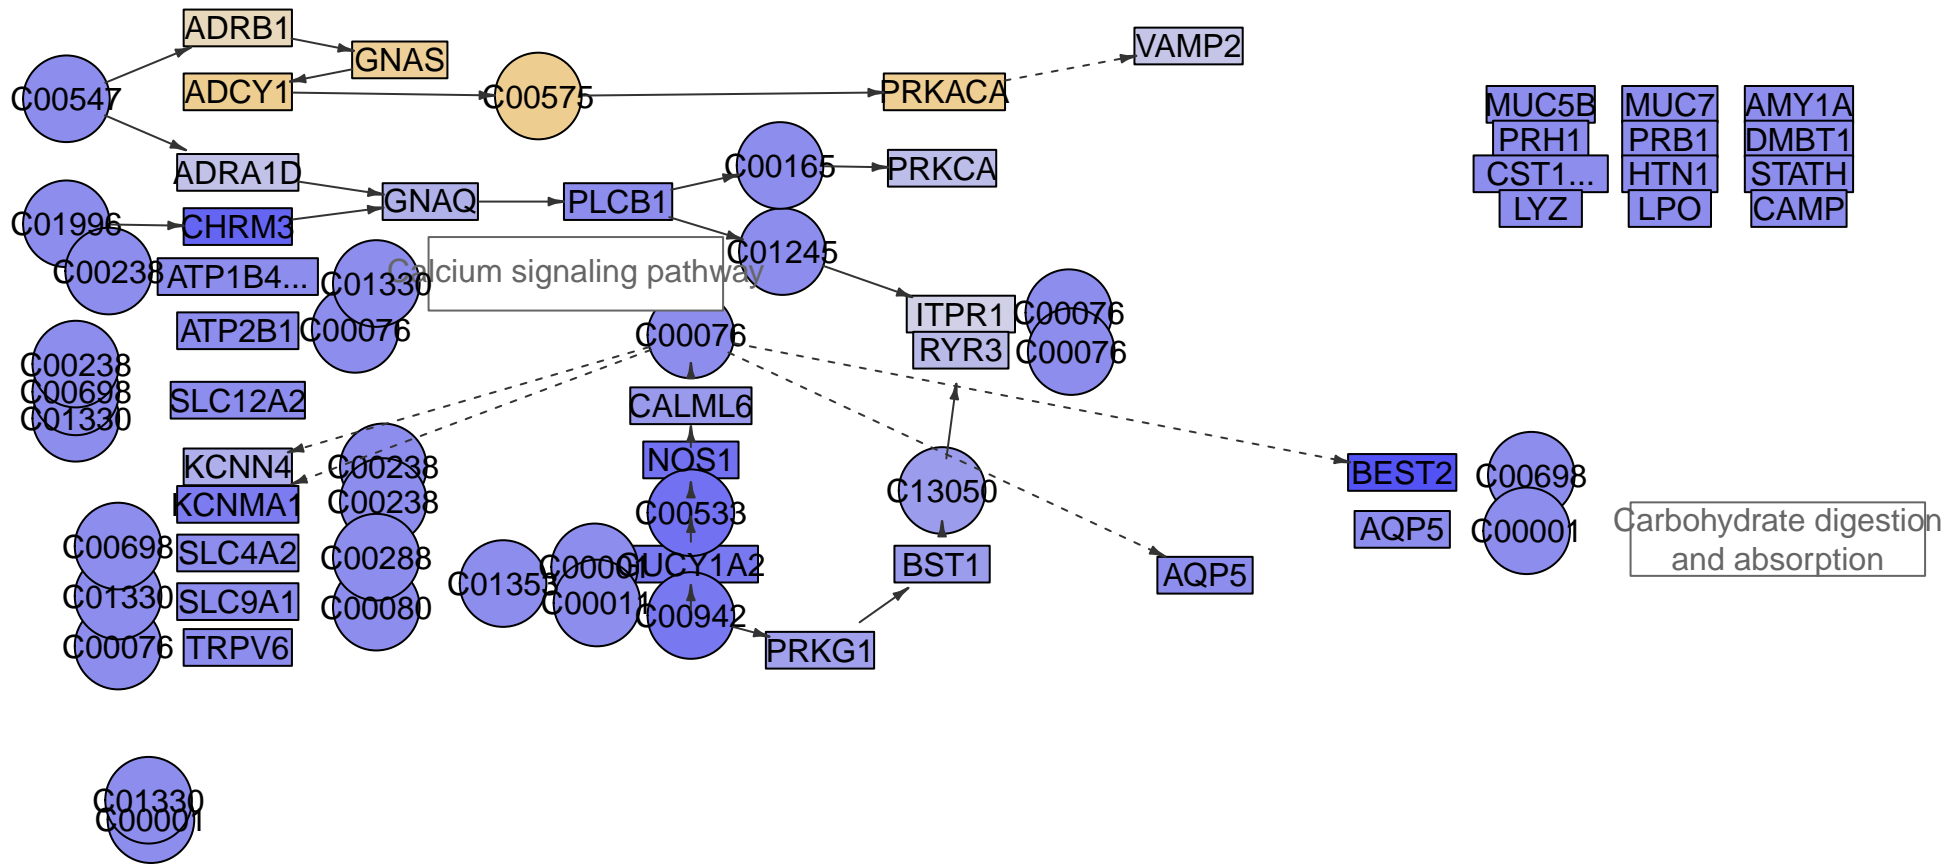 ADRB1
GNAS
VAMP2
C00547
ADCY1
C00575
PRKACA
MUC5B
MUC7
AMY1A
PRH1
PRB1
DMBT1
ADRA1D
C00165
PRKCA
CST1...
HTN1
STATH
GNAQ
PLCB1
LYZ
LPO
CAMP
C01996
CHRM3
C01245
C00238
ATP1B4...
C01330
Calcium signaling pathway
ITPR1
C00076
ATP2B1
C00076
C00076
RYR3
C00076
C00238
C00698
C01330
SLC12A2
CALML6
KCNN4
C00238
NOS1
BEST2
C00698
KCNMA1
C00238
C00533
C13050
AQP5
C00001
Carbohydrate digestion
and absorption
C00698
SLC4A2
C00288
C01353
C00001
GUCY1A2
BST1
AQP5
C01330
SLC9A1
C00080
C00011
C00942
C00076
TRPV6
PRKG1
C01330
C00001